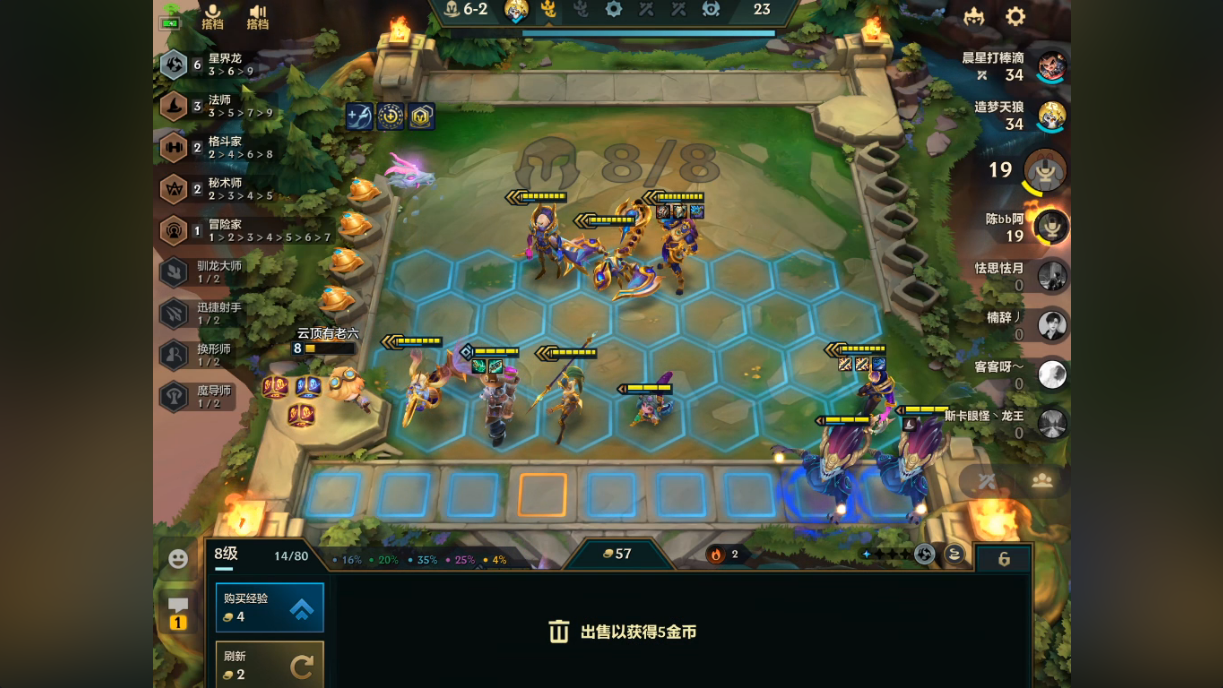 搭档
搭档
6-2
23
6
星界龙
3 > 6 > 9
3
法师
3 > 5 > 7 > 9
2
格斗家
2 > 4 > 6 > 8
2
秘术师
2 > 3 > 4 > 5
1
冒险家
1 > 2 > 3 > 4 > 5 > 6 > 7
驯龙大师
1 / 2
迅捷射手
1 / 2
换形师
1 / 2
魔导师
1 / 2
8/8
云顶有老六
8
晨星打棒滴
34
造梦天狼
34
19
陈bb阿
19
怯思怯月
0
楠辞丿
0
客客呀～
0
斯卡眼怪丶龙王
0
8级
14/80
16%
20%
35%
25%
4%
57
2
购买经验
4
刷新
2
出售以获得5金币
1